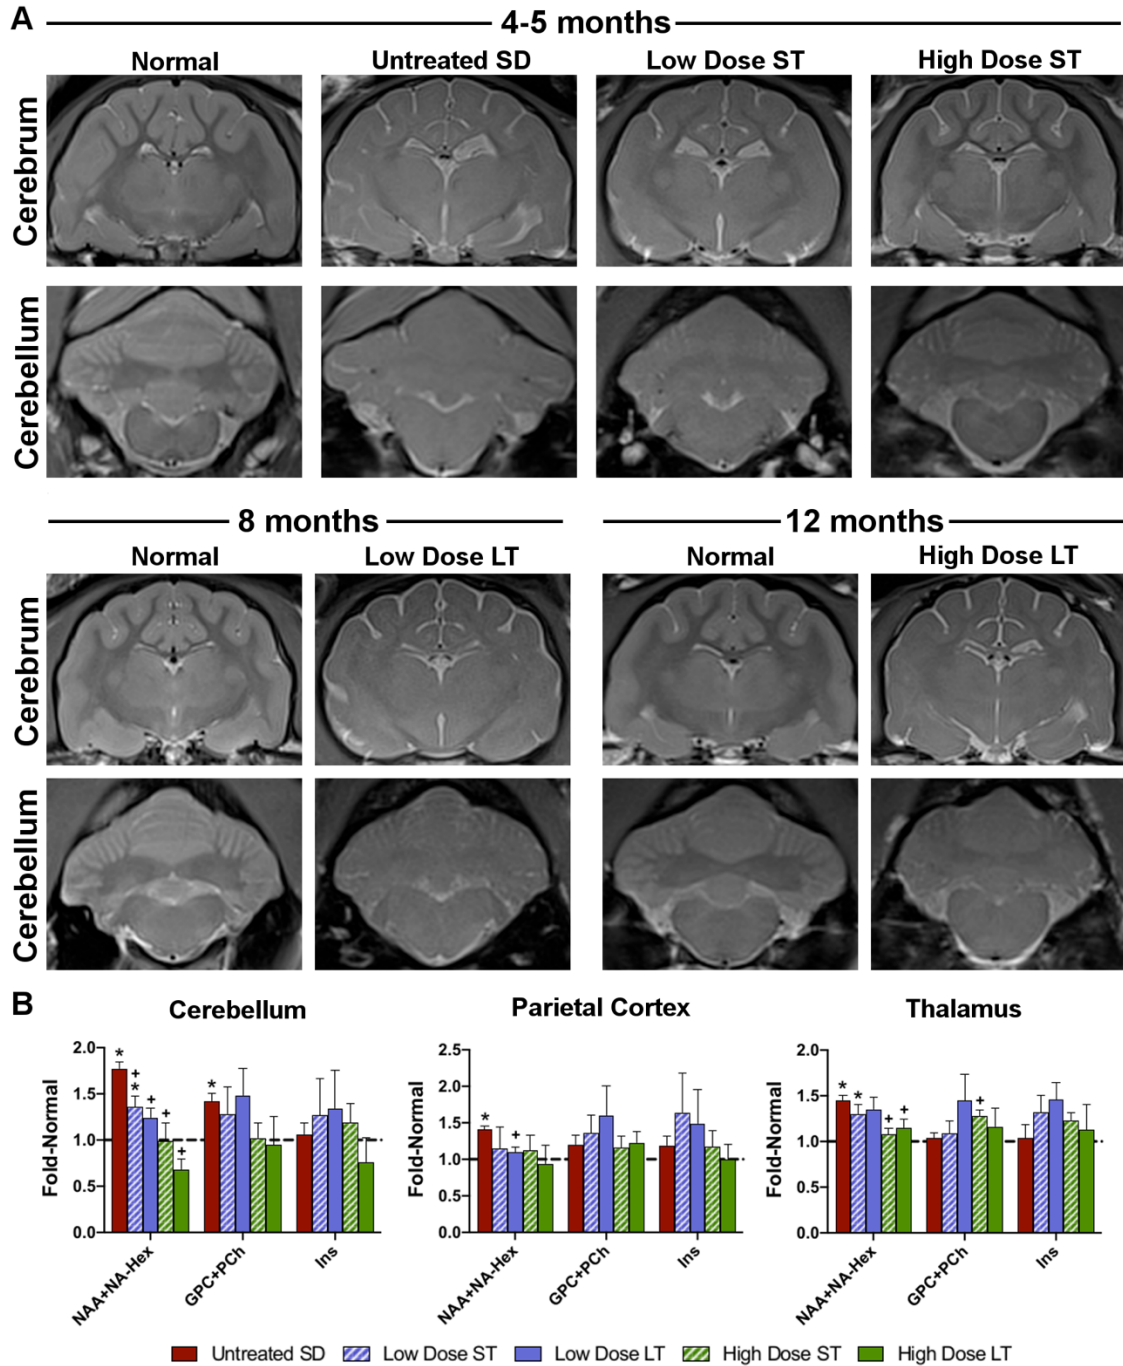 A
4-5 months
Normal Untreated SD Low Dose ST High Dose ST
Cerebrum
Cerebellum
8 months 12 months
Normal Low Dose LT Normal High Dose LT
Cerebrum
Cerebellum
B
Cerebellum Parietal Cortex Thalamus
Fold-Normal
2.0
1.5
1.0
0.5
0.0
* + * + + + *
NAA+NA-Hex GPC+PCh Ins
Fold-Normal
2.5
2.0
1.5
1.0
0.5
0.0
* +
NAA+NA-Hex GPC+PCh Ins
Fold-Normal
2.0
1.5
1.0
0.5
0.0
* * + + +
NAA+NA-Hex GPC+PCh Ins
Untreated SD Low Dose ST Low Dose LT High Dose ST High Dose LT